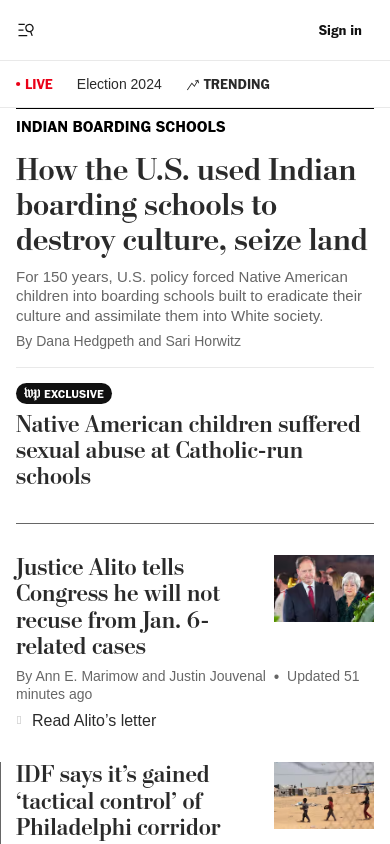 Sign in
LIVE
Election 2024
TRENDING
INDIAN BOARDING SCHOOLS
How the U.S. used Indian
boarding schools to
destroy culture, seize land
For 150 years, U.S. policy forced Native American
children into boarding schools built to eradicate their
culture and assimilate them into White society.
By Dana Hedgpeth and Sari Horwitz
wp EXCLUSIVE
Native American children suffered
sexual abuse at Catholic-run
schools
Justice Alito tells
Congress he will not
recuse from Jan. 6-
related cases
By Ann E. Marimow and Justin Jouvenal • Updated 51
minutes ago
Read Alito’s letter
IDF says it’s gained
‘tactical control’ of
Philadelphi corridor